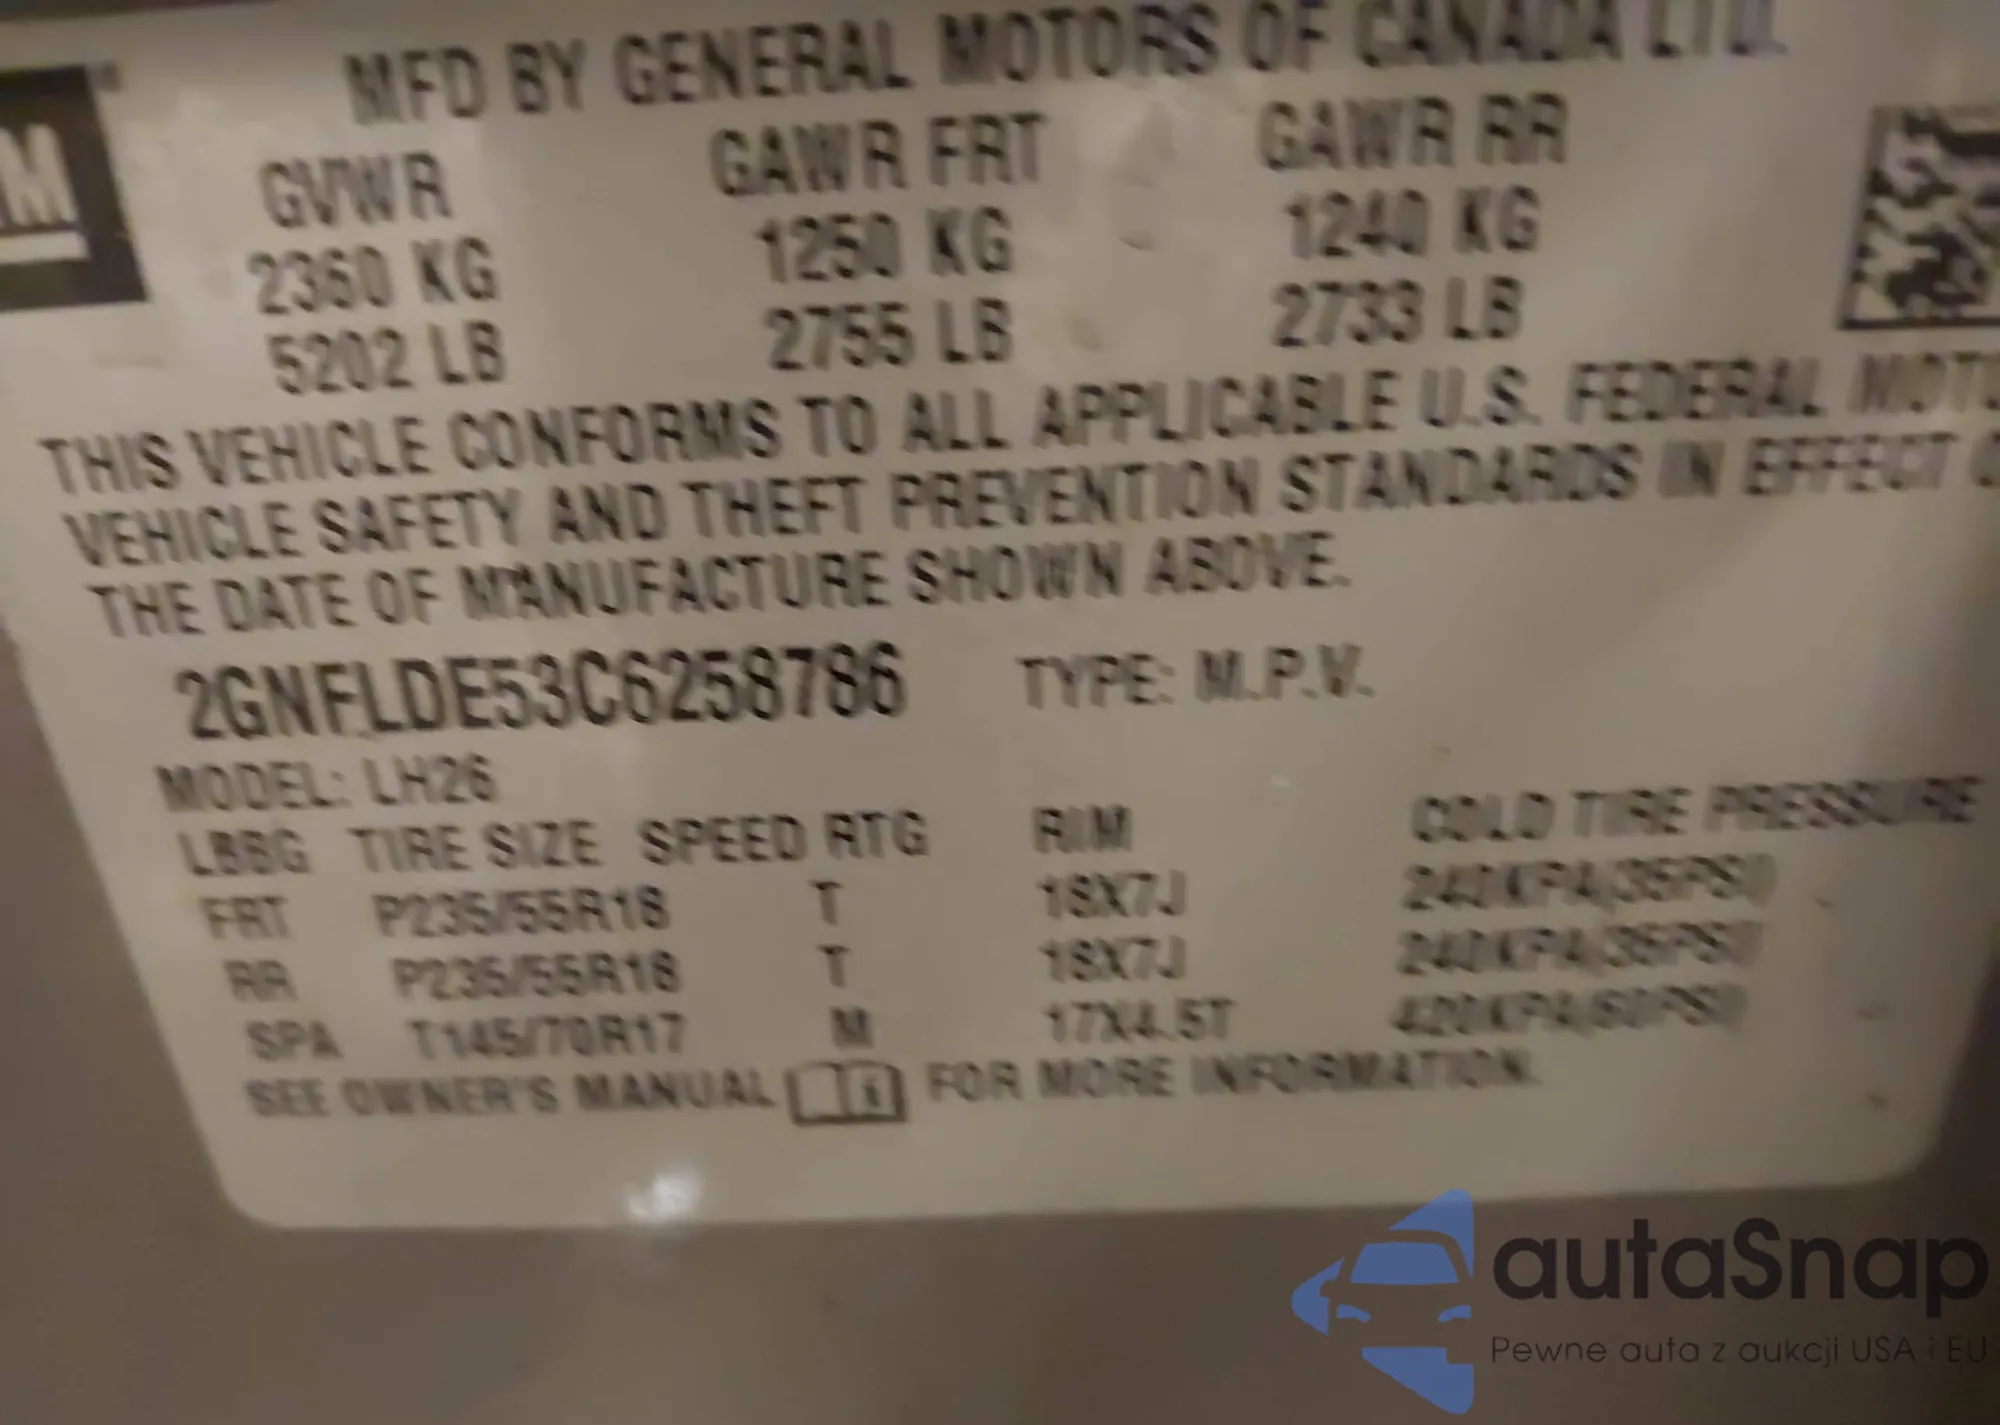 MFD BY GENERAL MOTORS OF CANADA LTD.
GVWR GAWR FRT GAWR RR
2360 KG 1250 KG 1240 KG
5202 LB 2755 LB 2733 LB
THIS VEHICLE CONFORMS TO ALL APPLICABLE U.S. FEDERAL MOTO
VEHICLE SAFETY AND THEFT PREVENTION STANDARDS IN EFFECT O
THE DATE OF MANUFACTURE SHOWN ABOVE.
2GNFLDE53C6258786 TYPE: M.P.V.
MODEL: LH26
LBBG TIRE SIZE SPEED RTG RIM COLD TIRE PRESSURE
FRT P235/55R18 T 18X7J 240KPA(35PSI)
RR P235/55R18 T 18X7J 240KPA(35PSI)
SPA T145/70R17 M 17X4.5T 420KPA(60PSI)
SEE OWNER'S MANUAL FOR MORE INFORMATION.
autaSnap
Pewne auta z aukcji USA i EU